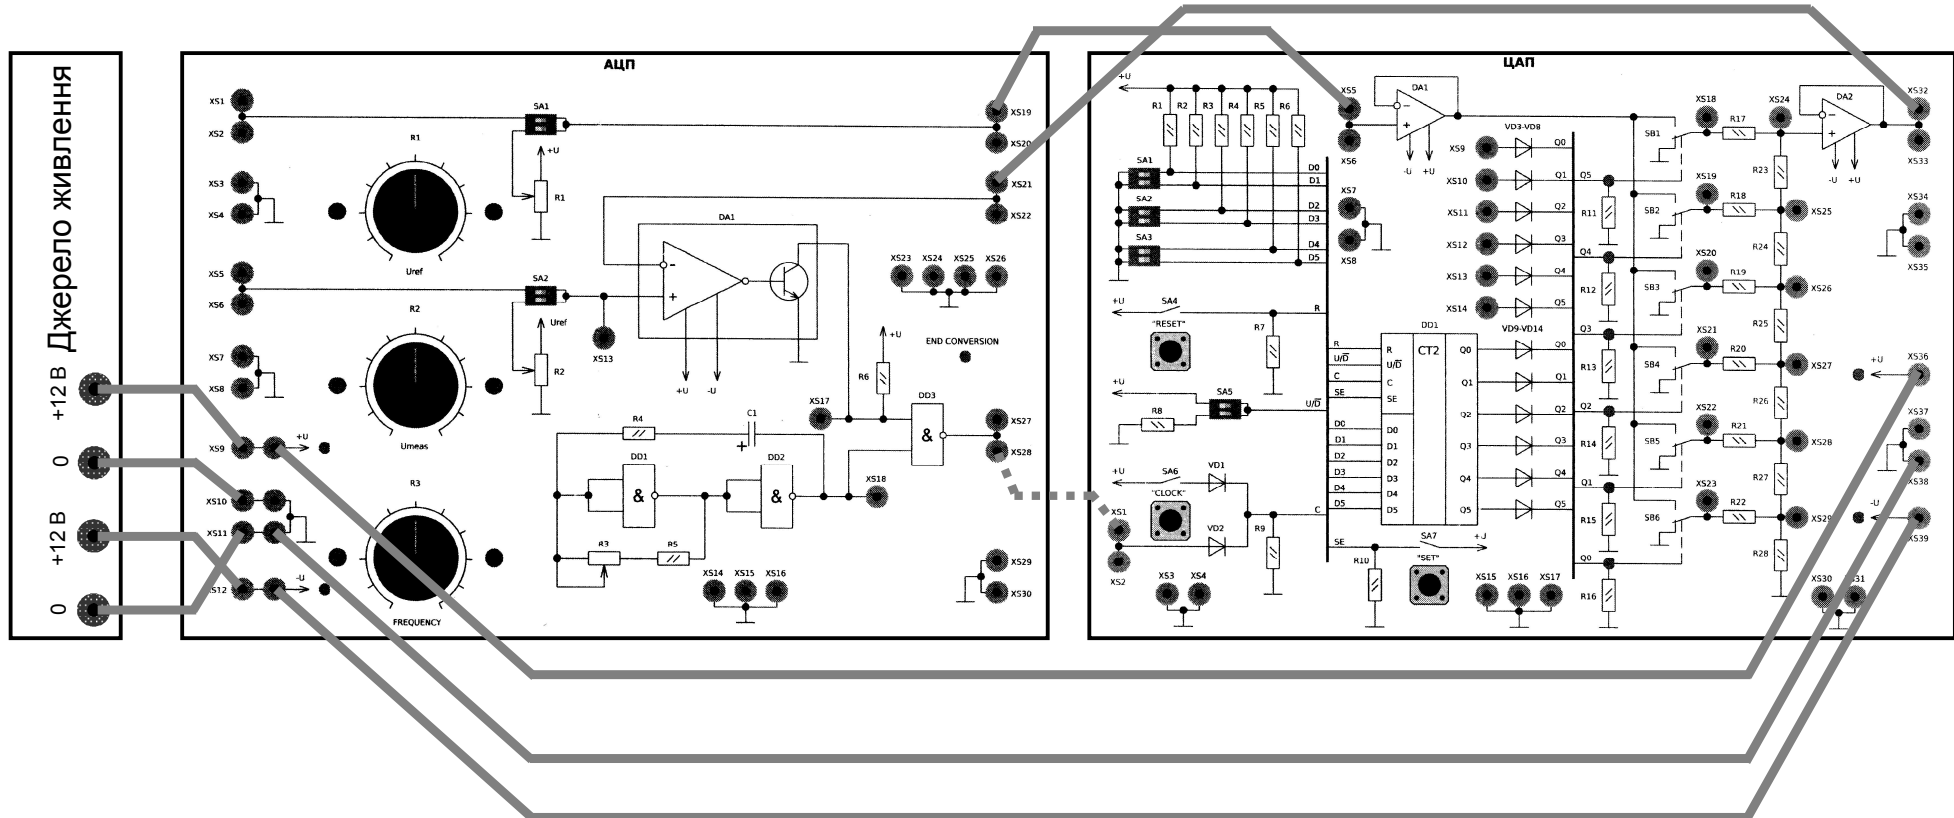 Джерело живлення
+12 В
0
+12 В
0
АЦП
XS1
XS2
XS3
XS4
XS5
XS6
XS7
XS8
XS9
+U
XS10
XS11
XS12
-U
R1
Uref
R2
Umeas
R3
FREQUENCY
SA1
+U
R1
SA2
Uref
R2
XS13
DA1
+U
-U
XS19
XS20
XS21
XS22
XS23
XS24
XS25
XS26
END CONVERSION
+U
R6
XS17
DD3
&
XS27
XS28
R4
C1
+
DD1
&
DD2
&
XS18
R3
R5
XS14
XS15
XS16
XS29
XS30
ЦАП
+U
R1
R2
R3
R4
R5
R6
SA1
SA2
SA3
D0
D1
D2
D3
D4
D5
+U
SA4
"RESET"
R7
R
+U
SA5
R8
U/D
+U
SA6
"CLOCK"
VD1
VD2
R9
C
XS1
XS2
XS3
XS4
XS5
XS6
XS7
XS8
DA1
-U
+U
R
U/D
C
SE
D0
D1
D2
D3
D4
D5
DD1
CT2
R
U/D
C
SE
D0
D1
D2
D3
D4
D5
Q0
Q1
Q2
Q3
Q4
Q5
SE
R10
SA7
"SET"
VD3-VD8
XS9
XS10
XS11
XS12
XS13
XS14
Q0
Q1
Q2
Q3
Q4
Q5
VD9-VD14
Q0
Q1
Q2
Q3
Q4
Q5
XS15
XS16
XS17
Q5
R11
Q4
R12
Q3
R13
Q2
R14
Q1
R15
Q0
R16
SB1
SB2
SB3
SB4
SB5
SB6
XS18
R17
XS24
R23
XS19
R18
XS25
R24
XS20
R19
XS26
R25
XS21
R20
XS27
R26
XS22
R21
XS28
R27
XS23
R22
XS29
R28
DA2
-U
+U
XS32
XS33
XS34
XS35
+U
XS36
XS37
XS38
-U
XS39
XS30
XS31